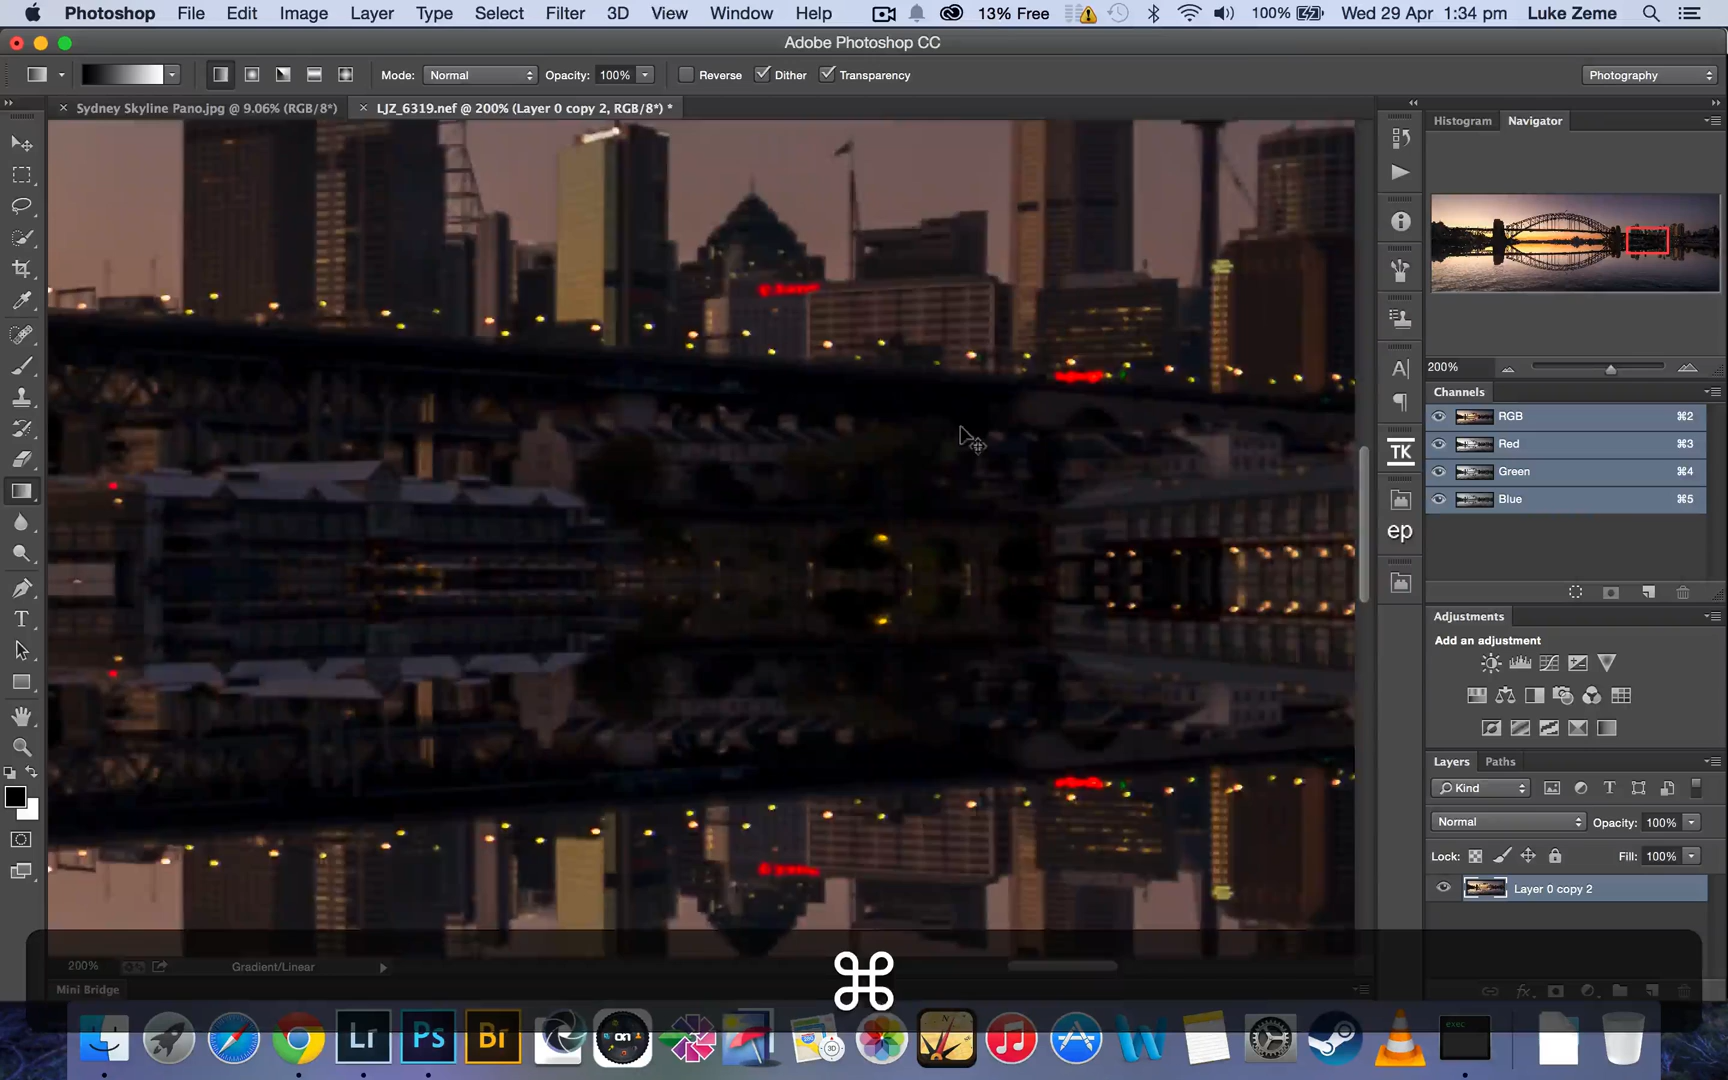 Photoshop File Edit Image Layer Type Select Filter 3D View Window Help 13% Free 100% Wed 29 Apr 1:34 pm Luke Zeme
Adobe Photoshop CC
Mode: Normal Opacity: 100% Reverse Dither Transparency Photography
Sydney Skyline Pano.jpg @ 9.06% (RGB/8*) LJZ_6319.nef @ 200% (Layer 0 copy 2, RGB/8*) *
Histogram Navigator
200%
Channels
RGB ⌘2
Red ⌘3
Green ⌘4
Blue ⌘5
A|
TK
ep
Adjustments
Add an adjustment
Layers Paths
Kind
Normal Opacity: 100%
Lock: Fill: 100%
Layer 0 copy 2
200% Gradient/Linear
⌘
Mini Bridge
Lr Ps Br on 3D W exec